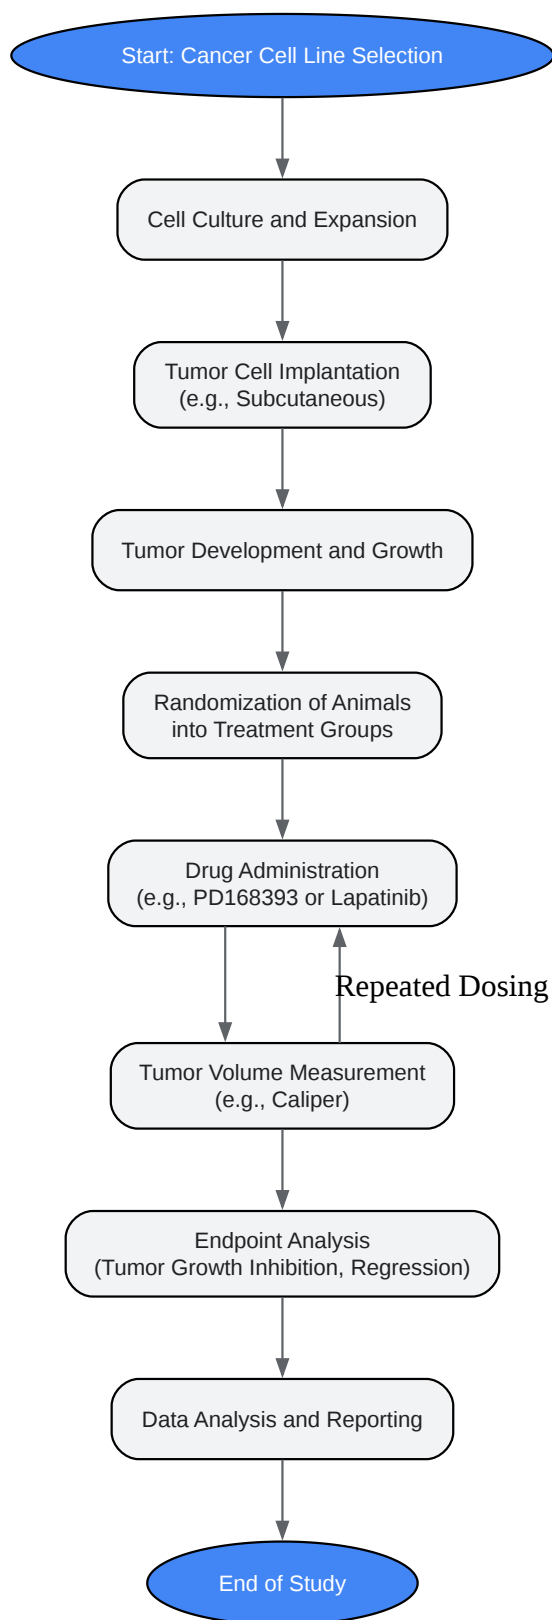 Start: Cancer Cell Line Selection
Cell Culture and Expansion
Tumor Cell Implantation
(e.g., Subcutaneous)
Tumor Development and Growth
Randomization of Animals
into Treatment Groups
Drug Administration
(e.g., PD168393 or Lapatinib)
Repeated Dosing
Tumor Volume Measurement
(e.g., Caliper)
Endpoint Analysis
(Tumor Growth Inhibition, Regression)
Data Analysis and Reporting
End of Study